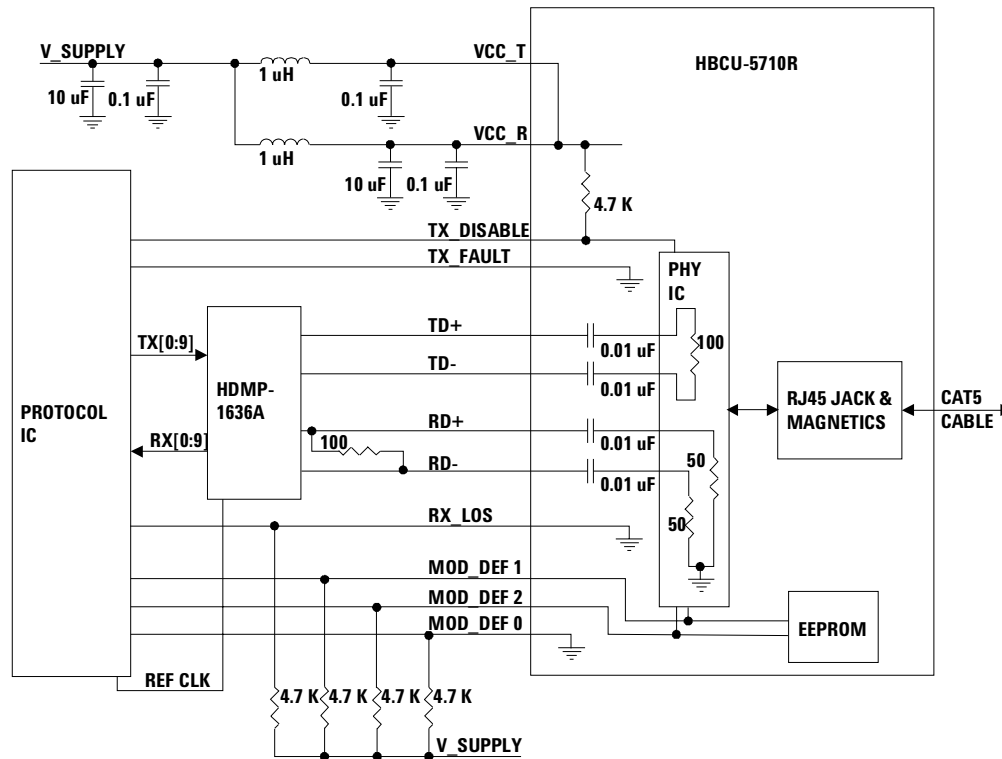 V_SUPPLY
VCC_T
HBCU-5710R
1 uH
10 uF
0.1 uF
0.1 uF
VCC_R
1 uH
10 uF
0.1 uF
4.7 K
TX_DISABLE
TX_FAULT
PHY
IC
TD+
100
TX[0:9]
0.01 uF
TD-
HDMP-
1636A
0.01 uF
RJ45 JACK &
MAGNETICS
CAT5
CABLE
PROTOCOL
IC
RD+
RX[0:9]
100
0.01 uF
RD-
50
0.01 uF
50
RX_LOS
MOD_DEF 1
MOD_DEF 2
EEPROM
MOD_DEF 0
REF CLK
4.7 K
4.7 K
4.7 K
4.7 K
V_SUPPLY